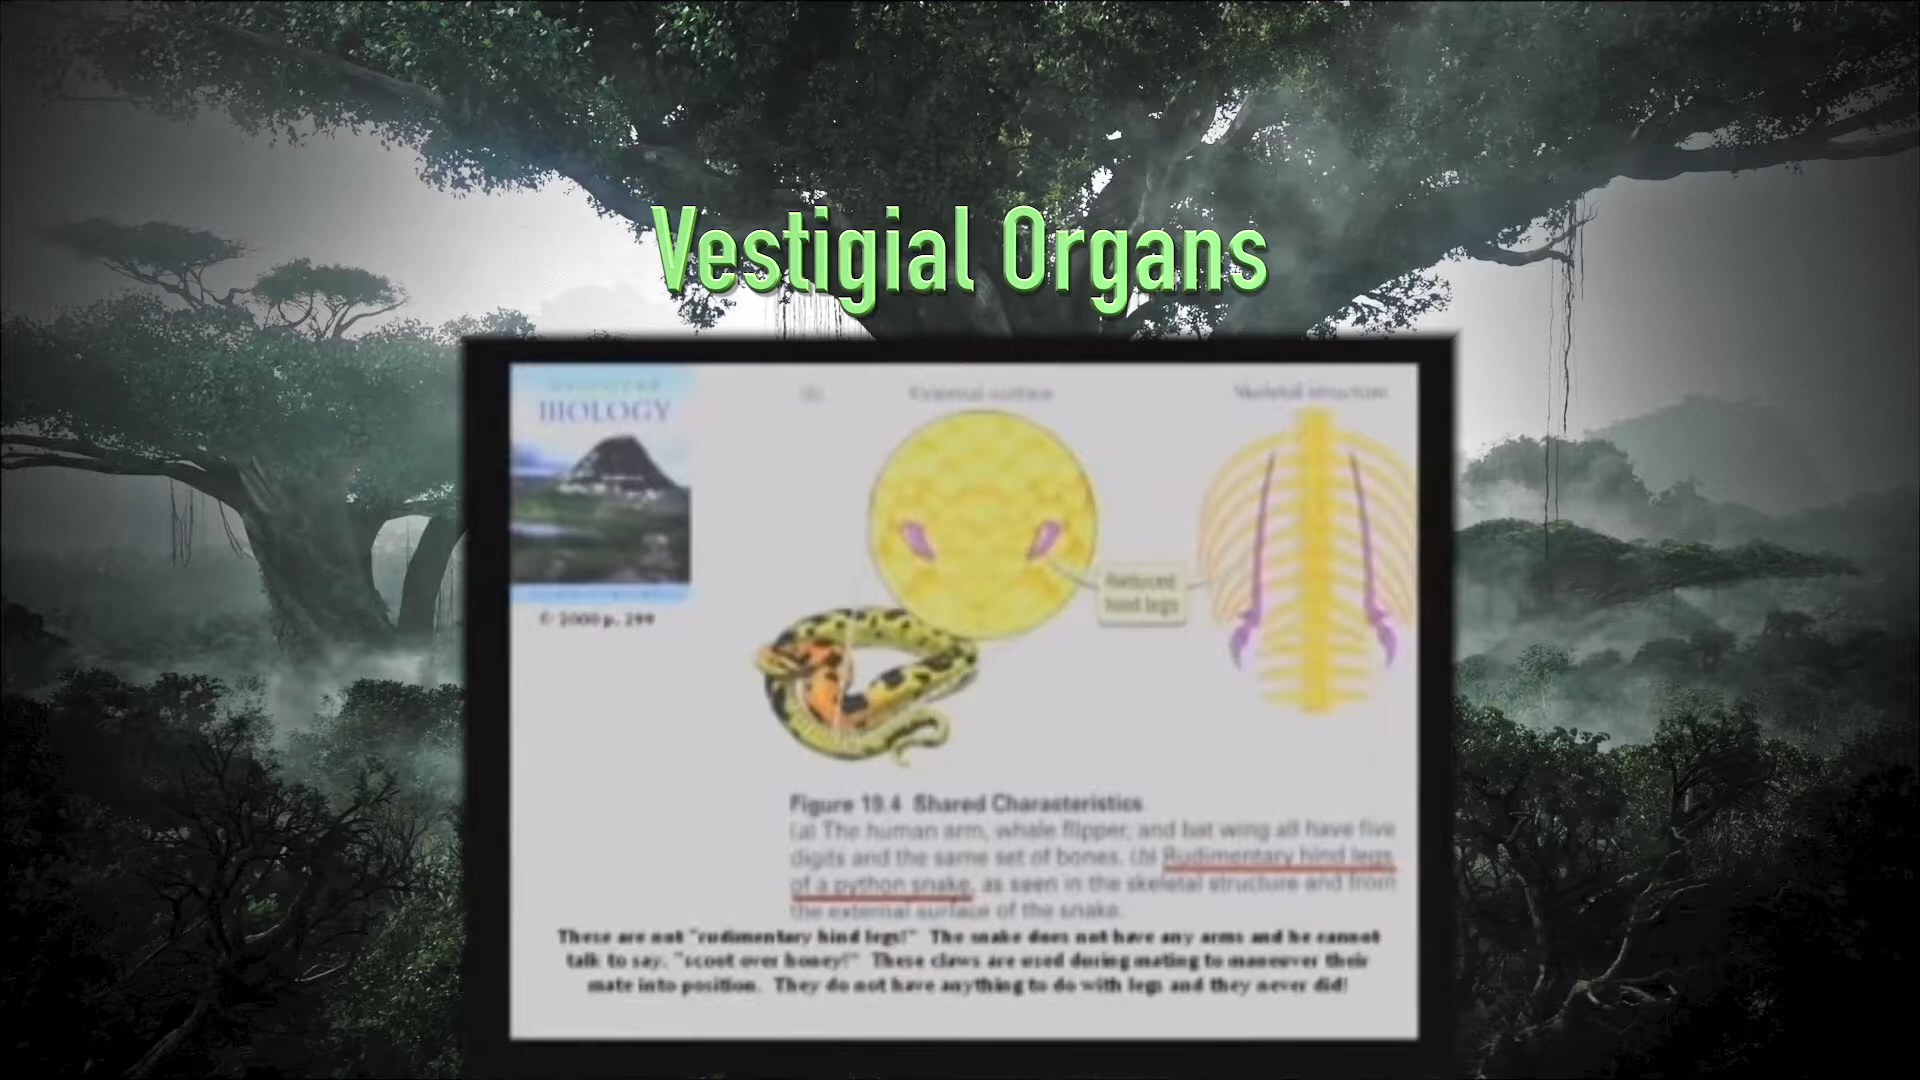 Vestigial Organs
BIOLOGY
External surface
Skeletal structure
© 2000 p. 299
Reduced
hind legs
Figure 19.4 Shared Characteristics
(a) The human arm, whale flipper, and bat wing all have five
digits and the same set of bones. (b) Rudimentary hind legs
of a python snake, as seen in the skeletal structure and from
the external surface of the snake.
These are not "rudimentary hind legs!" The snake does not have any arms and he cannot
talk to say, "scoot over honey!" These claws are used during mating to maneuver their
mate into position. They do not have anything to do with legs and they never did!